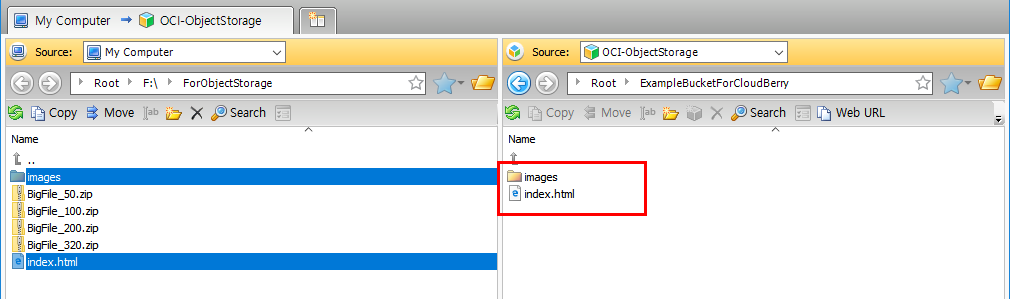 My Computer → OCI-ObjectStorage
Source: My Computer
Root F:\ ForObjectStorage
Copy Move Search
Name
..
images
BigFile_50.zip
BigFile_100.zip
BigFile_200.zip
BigFile_320.zip
index.html
Source: OCI-ObjectStorage
Root ExampleBucketForCloudBerry
Copy Move Search Web URL
Name
images
index.html